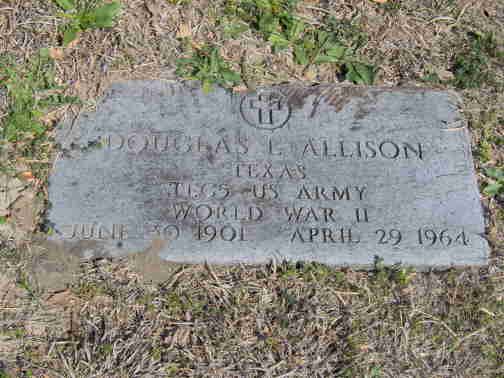 DOUGLAS L ALLISON
TEXAS
TEC5 US ARMY
WORLD WAR II
JUNE 30 1901 APRIL 29 1964